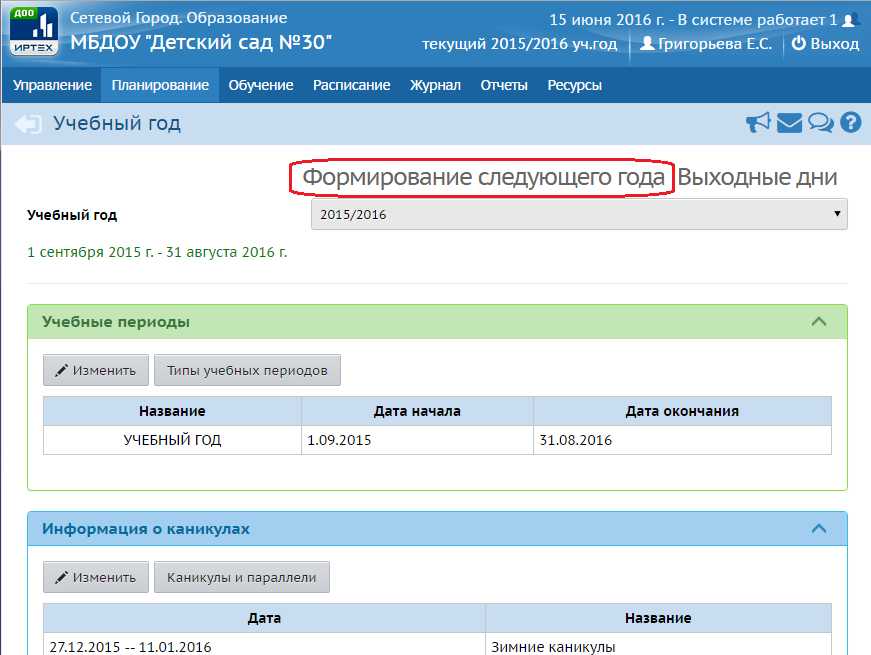 ДОО
ИРТЕХ
Сетевой Город. Образование
МБДОУ "Детский сад №30"
15 июня 2016 г. - В системе работает 1
текущий 2015/2016 уч.год
Григорьева Е.С.
Выход
Управление Планирование Обучение Расписание Журнал Отчеты Ресурсы
Учебный год
?
Формирование следующего года Выходные дни
Учебный год 2015/2016
1 сентября 2015 г. - 31 августа 2016 г.
Учебные периоды
Изменить Типы учебных периодов
Название Дата начала Дата окончания
УЧЕБНЫЙ ГОД 1.09.2015 31.08.2016
Информация о каникулах
Изменить Каникулы и параллели
Дата Название
27.12.2015 -- 11.01.2016 Зимние каникулы